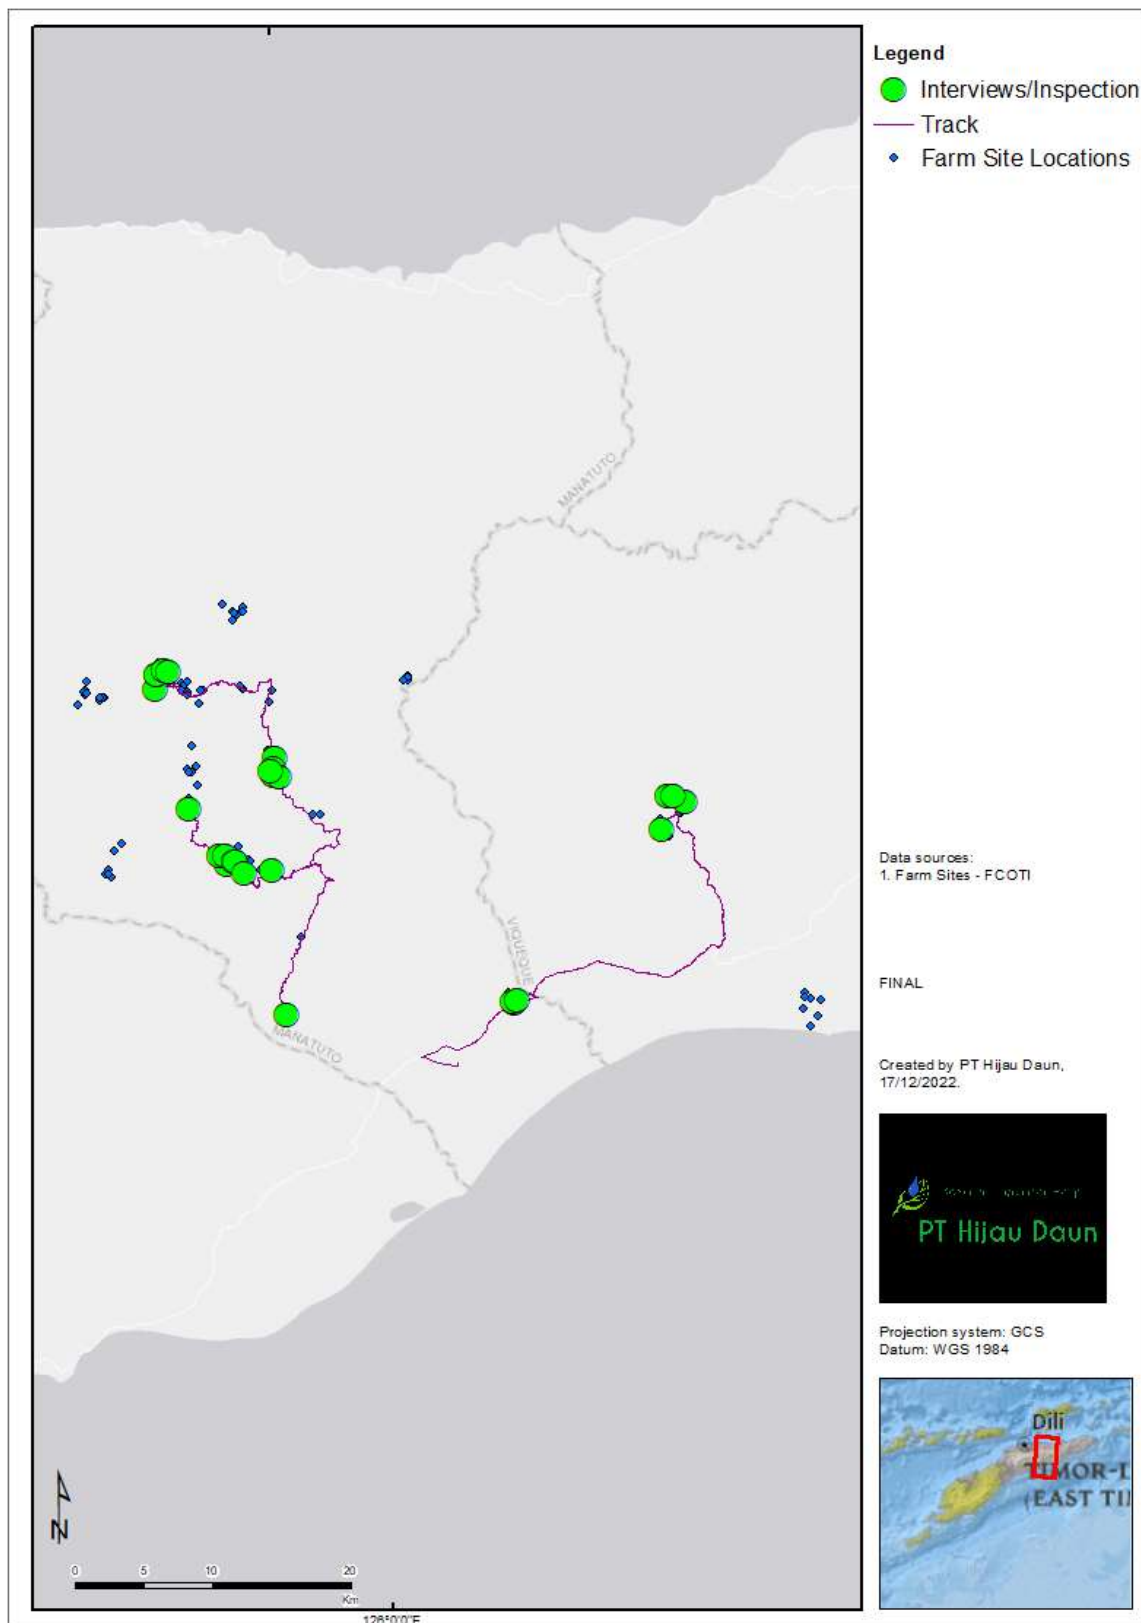 Legend
Interviews/Inspection
Track
Farm Site Locations
MANATUTO
VIQUEQUE
MANATUTO
Data sources:
1. Farm Sites - FCOTI
FINAL
Created by PT Hijau Daun,
17/12/2022.
PT Hijau Daun
Projection system: GCS
Datum: WGS 1984
Dili
TIMOR-L
(EAST TI
N
0 5 10 20
Km
126°0'0"E